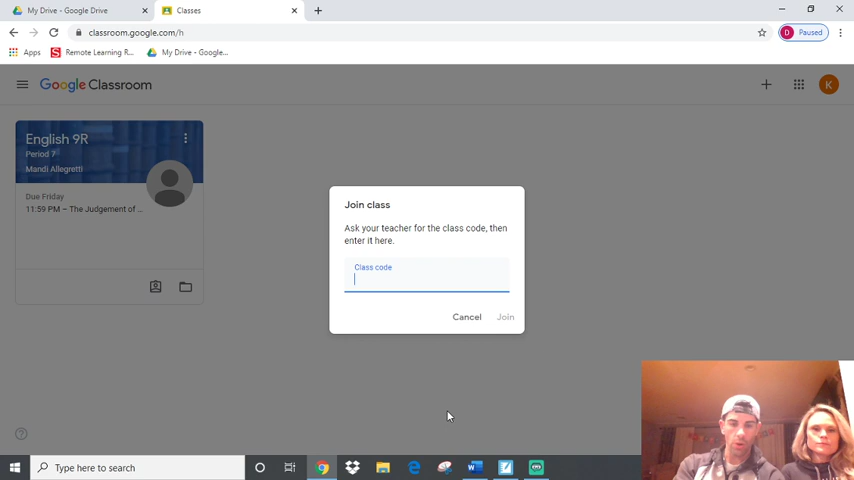 My Drive - Google Drive
Classes
classroom.google.com/h
D
Paused
Apps
Remote Learning R...
My Drive - Google...
Google Classroom
K
English 9R
Period 7
Mandi Allegretti
Due Friday
11:59 PM – The Judgement of ...
Join class
Ask your teacher for the class code, then
enter it here.
Class code
Cancel
Join
Type here to search